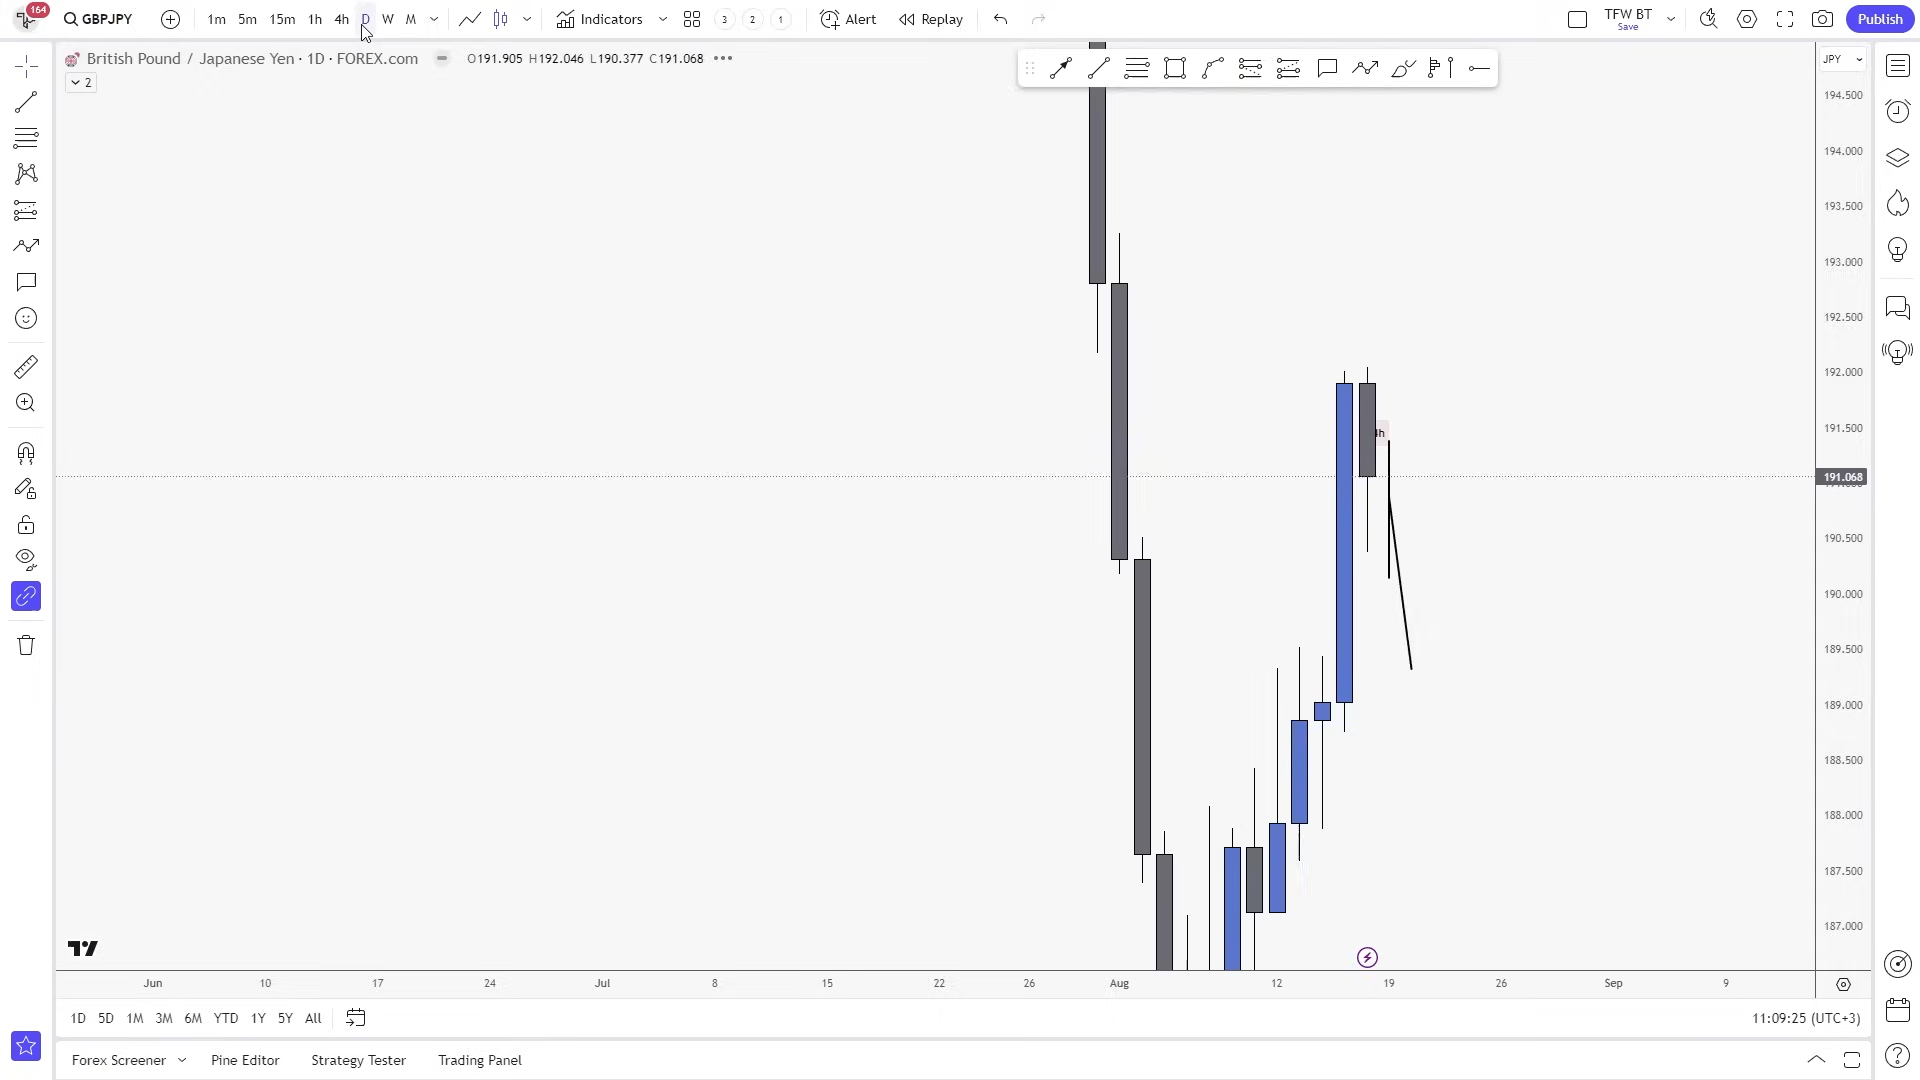 164
GBPJPY
1m 5m 15m 1h 4h D W M
Indicators
3 2 1
Alert
Replay
TFW BT
Save
Publish
British Pound / Japanese Yen · 1D · FOREX.com
O191.905 H192.046 L190.377 C191.068
2
JPY
194.500
194.000
193.500
193.000
192.500
192.000
191.500
191.068
190.500
190.000
189.500
189.000
188.500
188.000
187.500
187.000
Jun 10 17 24 Jul 8 15 22 26 Aug 12 19 26 Sep 9
1D 5D 1M 3M 6M YTD 1Y 5Y All
11:09:25 (UTC+3)
Forex Screener
Pine Editor
Strategy Tester
Trading Panel